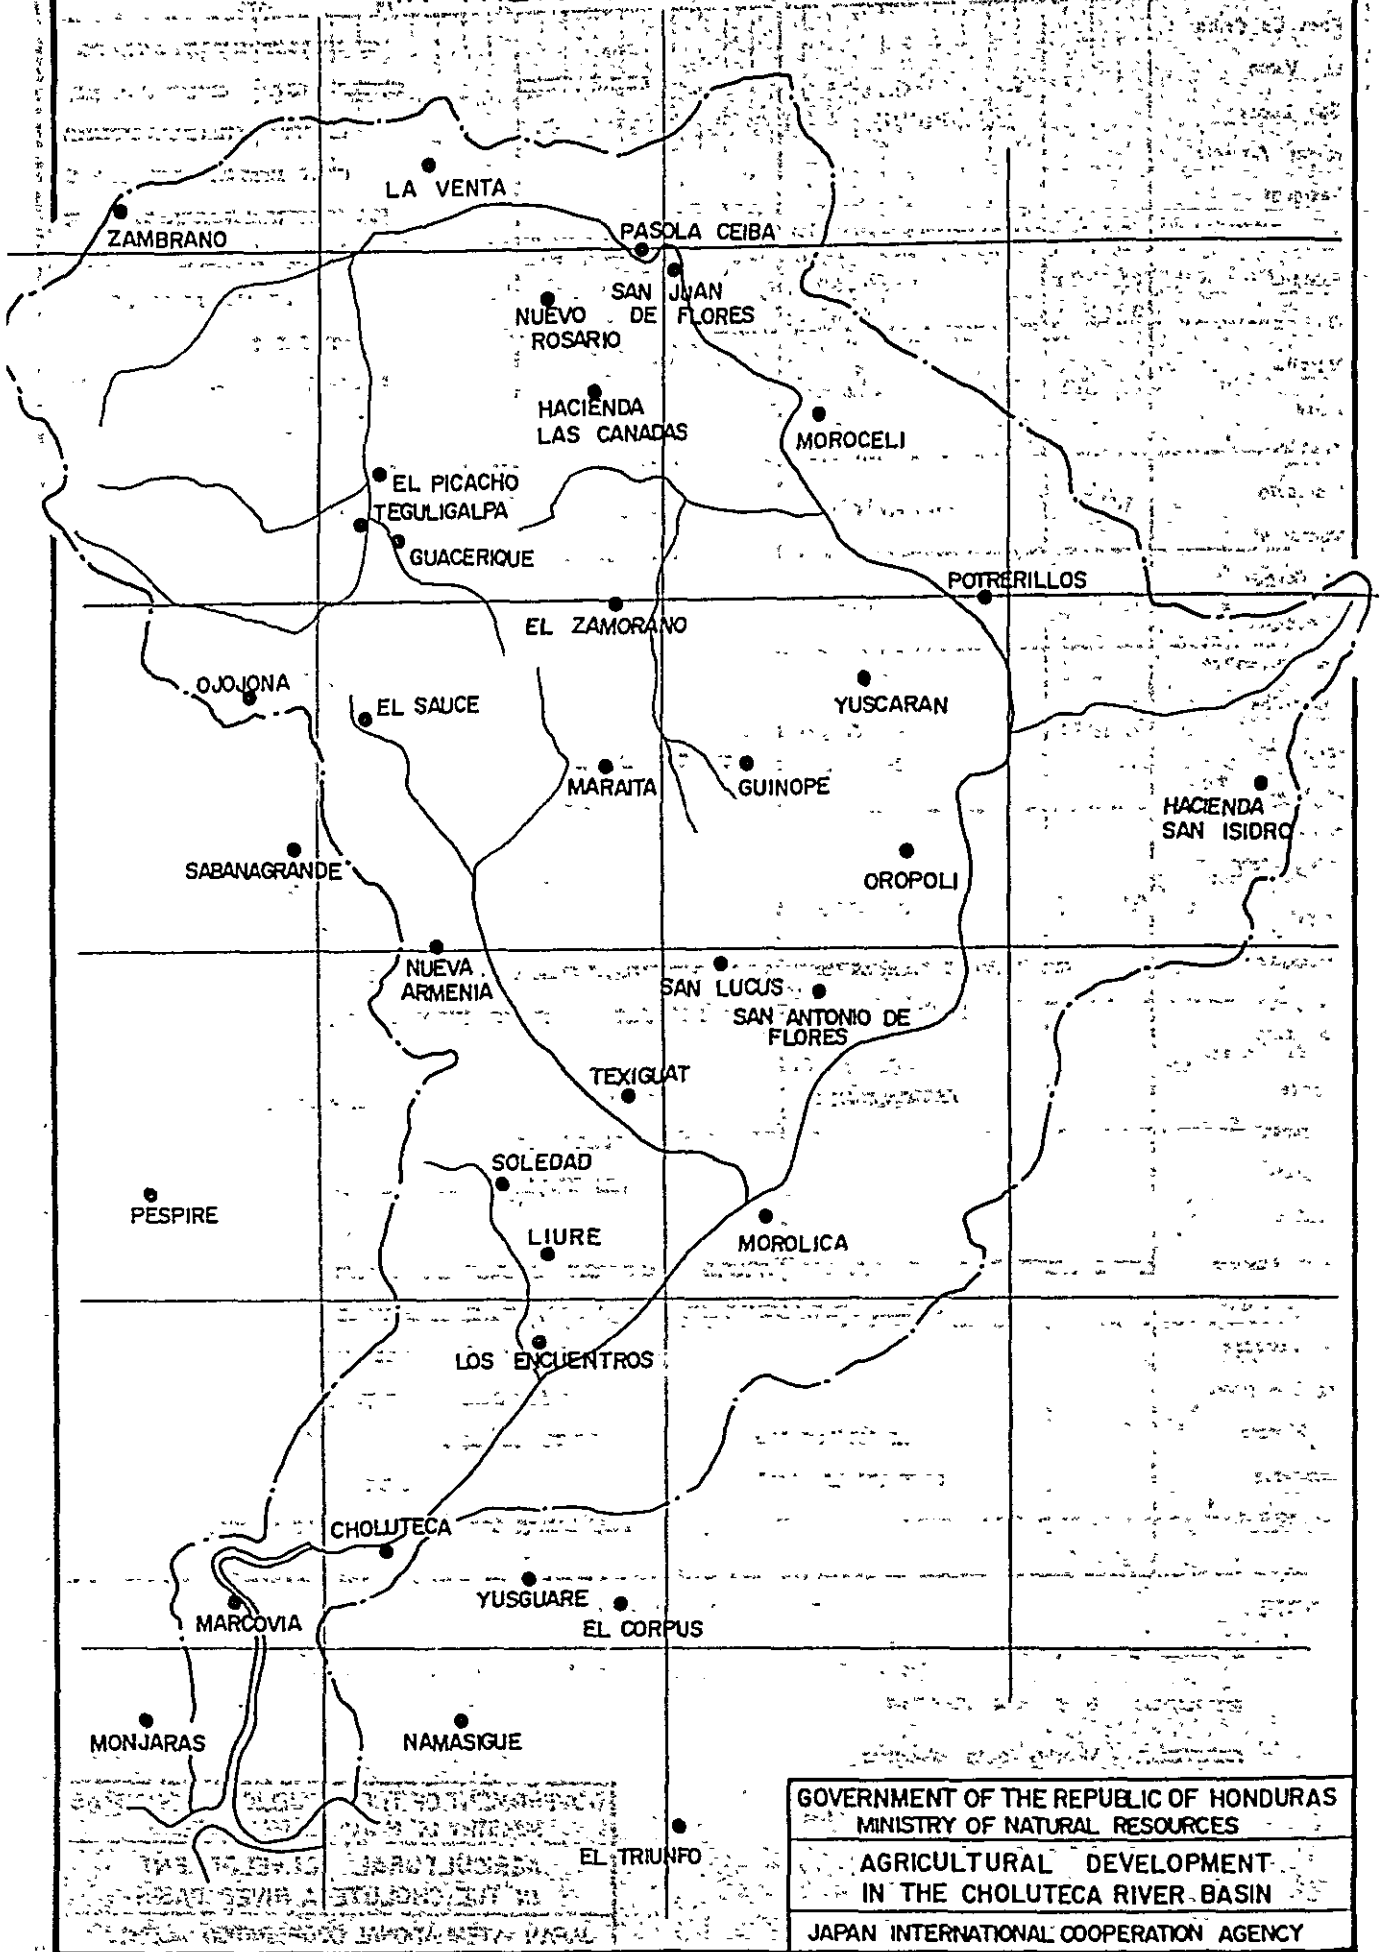 LA VENTA
ZAMBRANO
PASOLA CEIBA
SAN JUAN
DE FLORES
NUEVO
ROSARIO
HACIENDA
LAS CANADAS
MOROCELI
EL PICACHO
TEGULIGALPA
GUACERIQUE
POTRERILLOS
EL ZAMORANO
OJOJONA
EL SAUCE
YUSCARAN
MARAITA
GUINOPE
HACIENDA
SAN ISIDRO
SABANAGRANDE
OROPOLI
NUEVA
ARMENIA
SAN LUCUS
SAN ANTONIO DE
FLORES
TEXIGUAT
SOLEDAD
PESPIRE
LIURE
MOROLICA
LOS ENCUENTROS
CHOLUTECA
YUSGUARE
MARCOVIA
EL CORPUS
MONJARAS
NAMASIGUE
EL TRIUNFO
GOVERNMENT OF THE REPUBLIC OF HONDURAS
MINISTRY OF NATURAL RESOURCES
AGRICULTURAL DEVELOPMENT
IN THE CHOLUTECA RIVER BASIN
JAPAN INTERNATIONAL COOPERATION AGENCY